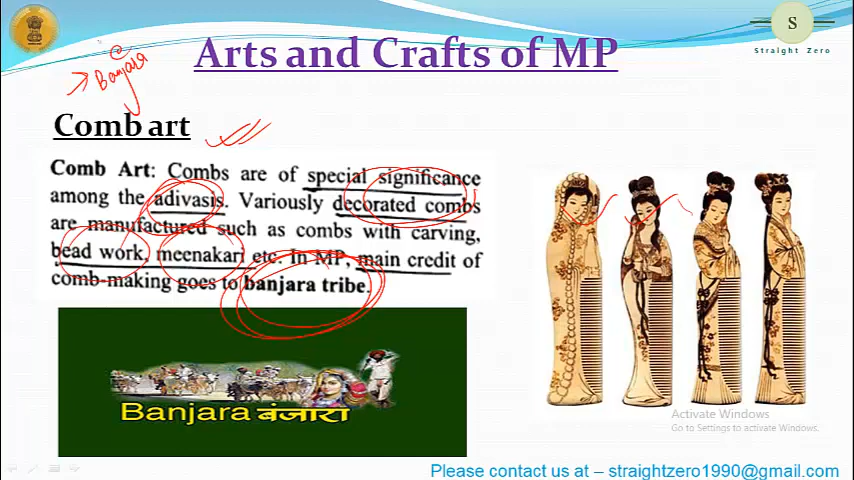 Arts and Crafts of MP
S
Straight Zero
Banjara
Comb art
Comb Art: Combs are of special significance
among the adivasis. Variously decorated combs
are manufactured such as combs with carving,
bead work, meenakari etc. In MP, main credit of
comb-making goes to banjara tribe.
Banjara बंजारा
Activate Windows
Go to Settings to activate Windows.
Please contact us at – straightzero1990@gmail.com